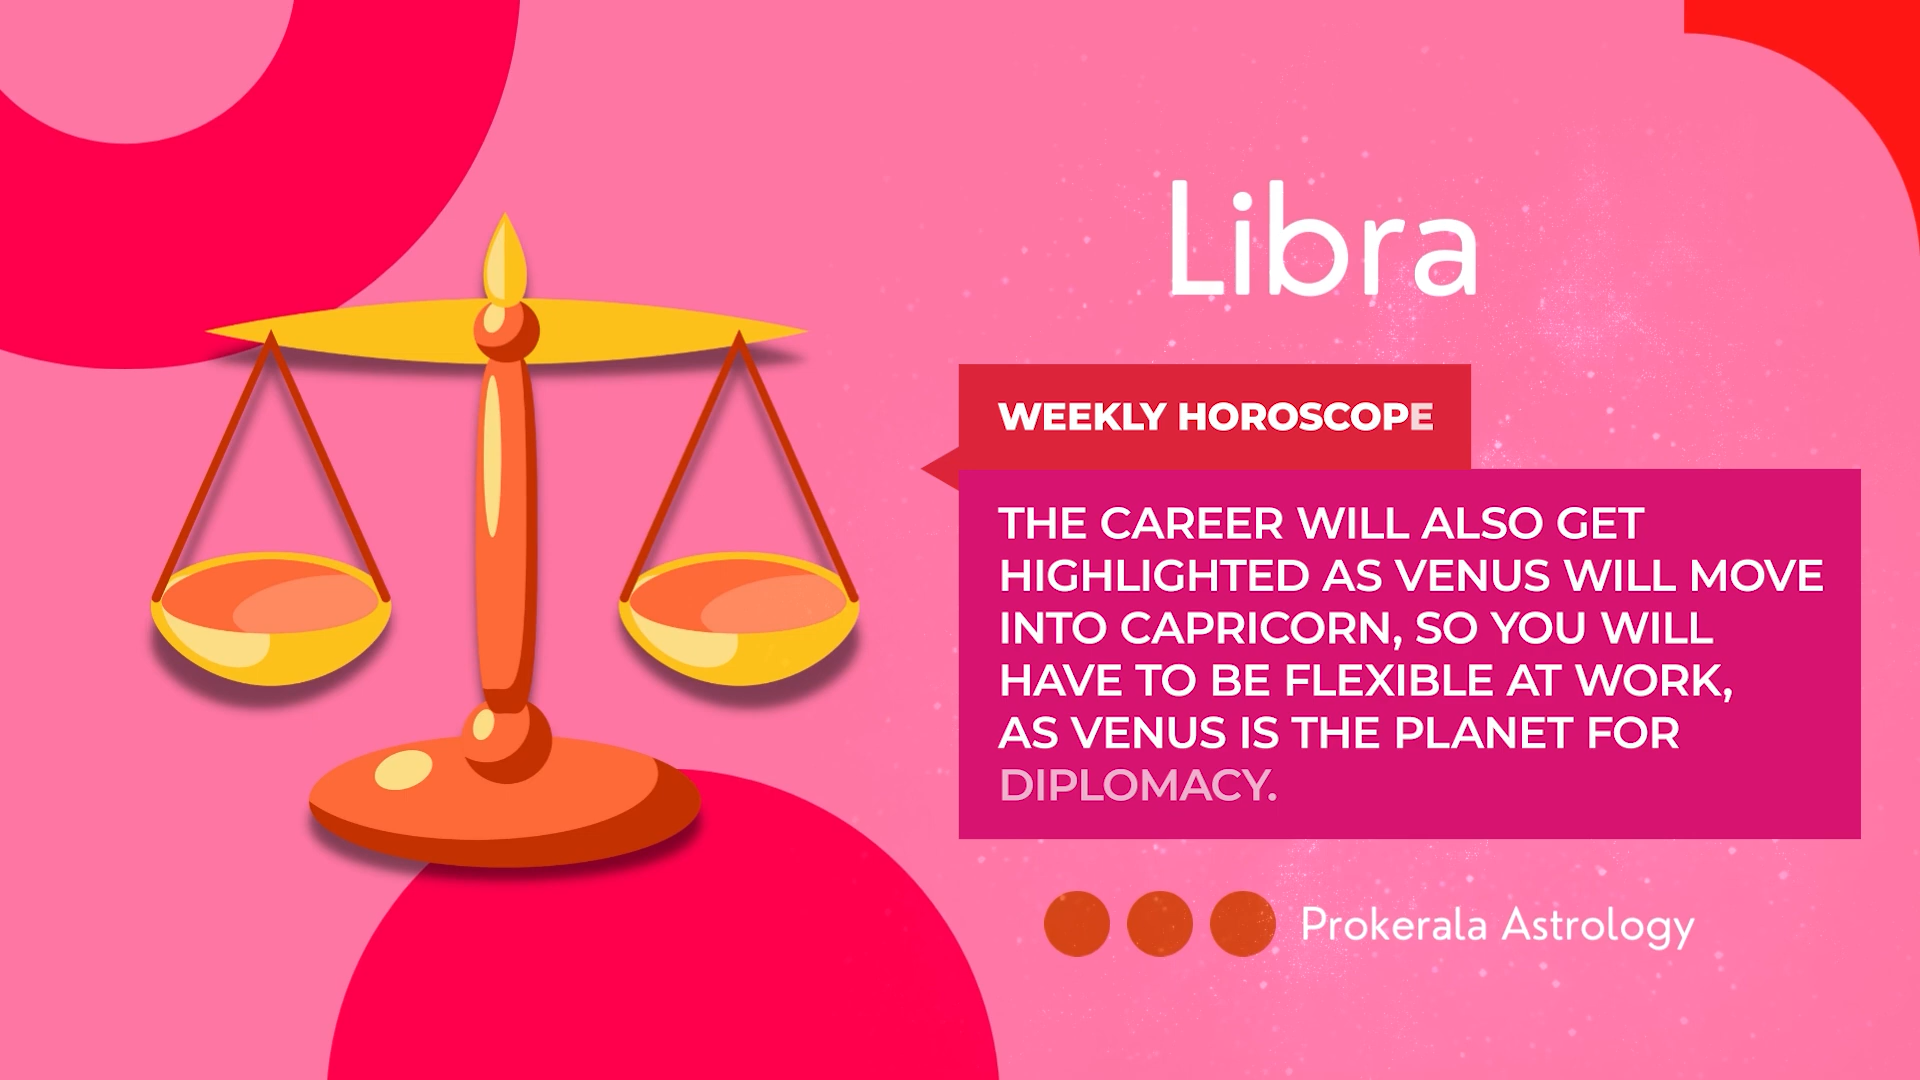 Libra
WEEKLY HOROSCOPE
THE CAREER WILL ALSO GET
HIGHLIGHTED AS VENUS WILL MOVE
INTO CAPRICORN, SO YOU WILL
HAVE TO BE FLEXIBLE AT WORK,
AS VENUS IS THE PLANET FOR
DIPLOMACY.
Prokerala Astrology